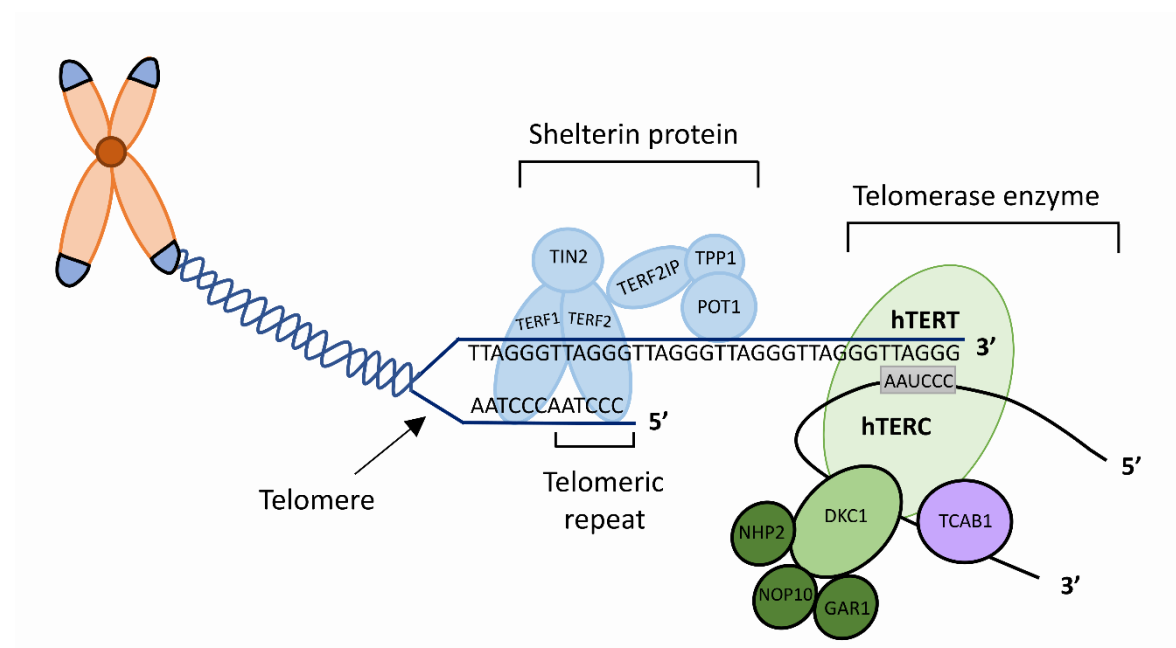 Shelterin protein
Telomerase enzyme
TIN2
TERF2IP
TPP1
POT1
TERF1
TERF2
hTERT
TTAGGGTTAGGGTTAGGGTTAGGGTTAGGGTTAGGG
3’
AAUCCC
AATCCCAATCCC
5’
hTERC
Telomeric
repeat
Telomere
5’
DKC1
TCAB1
NHP2
NOP10
GAR1
3’